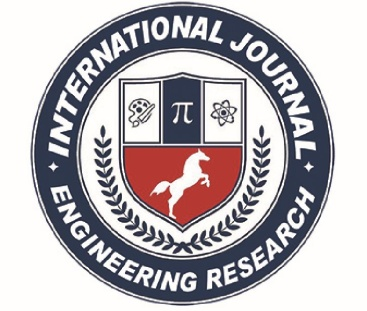 INTERNATIONAL JOURNAL
π
ENGINEERING RESEARCH